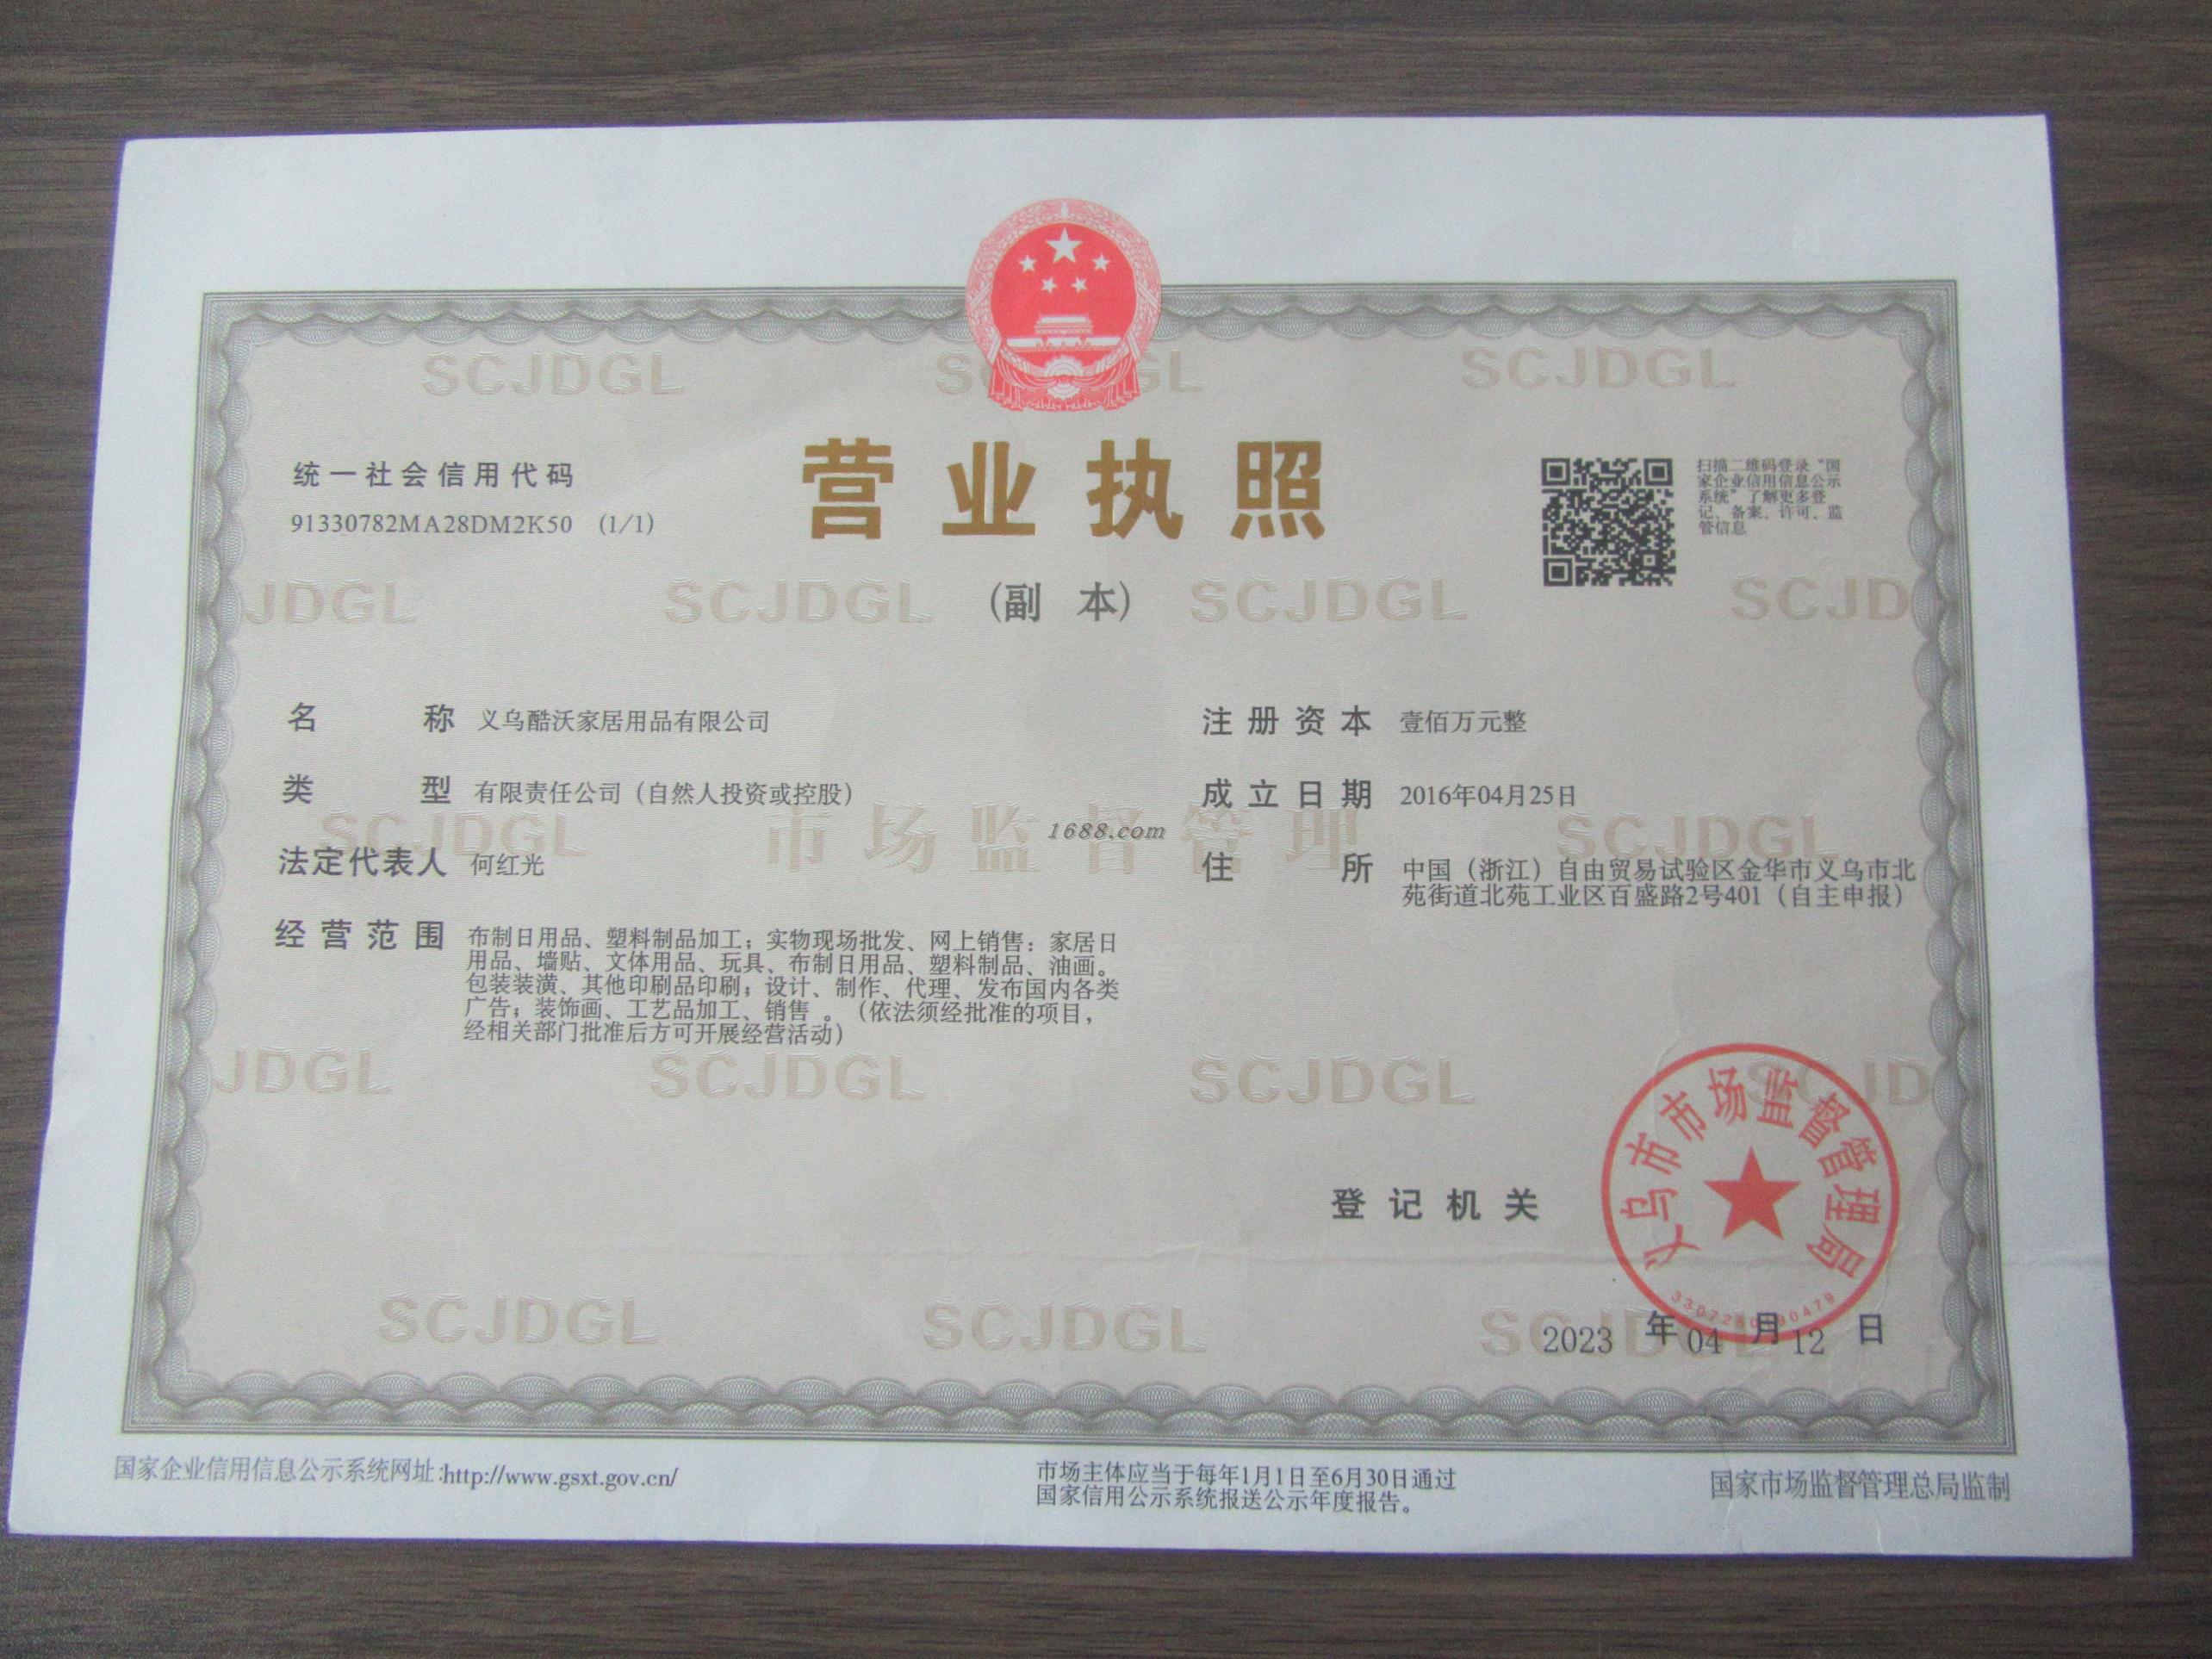 SCJDGL
SCJDGL
营业执照
(副 本)
统一社会信用代码
91330782MA28DM2K50 (1/1)
扫描二维码登录“国
家企业信用信息公示
系统”了解更多登
记、备案、许可、监
管信息
JDGL SCJDGL SCJDGL SCJD
名 称 义乌酷沃家居用品有限公司
类 型 有限责任公司（自然人投资或控股）
法定代表人 何红光
经营范围 布制日用品、塑料制品加工；实物现场批发、网上销售：家居日
用品、墙贴、文体用品、玩具、布制日用品、塑料制品、油画。
包装装潢、其他印刷品印刷；设计、制作、代理、发布国内各类
广告；装饰画、工艺品加工、销售 。（依法须经批准的项目，
经相关部门批准后方可开展经营活动）
注册资本 壹佰万元整
成立日期 2016年04月25日
住 所 中国（浙江）自由贸易试验区金华市义乌市北
苑街道北苑工业区百盛路2号401（自主申报）
SCJDGL 市场监督管理 SCJDGL
1688.com
JDGL SCJDGL SCJDGL SCJD
登记机关
义乌市市场监督管理局
SCJDGL SCJDGL SCJDGL
2023 年 04 月 12 日
国家企业信用信息公示系统网址:http://www.gsxt.gov.cn/
市场主体应当于每年1月1日至6月30日通过
国家信用公示系统报送公示年度报告。
国家市场监督管理总局监制